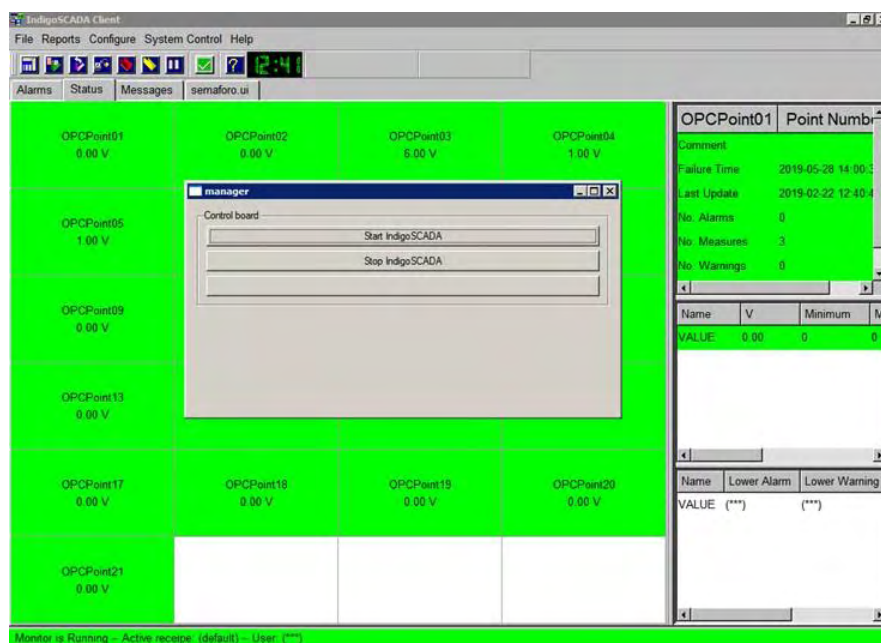 IndigoSCADA Client
File Reports Configure System Control Help
12:41
Alarms Status Messages semaforo.ui
OPCPoint01 OPCPoint02 OPCPoint03 OPCPoint04
0.00 V 0.00 V 6.00 V 1.00 V
OPCPoint05
1.00 V
OPCPoint09
0.00 V
OPCPoint13
0.00 V
OPCPoint17 OPCPoint18 OPCPoint19 OPCPoint20
0.00 V 0.00 V 0.00 V 0.00 V
OPCPoint21
0.00 V
manager
Control board
Start IndigoSCADA
Stop IndigoSCADA
OPCPoint01 Point Numb
Comment
Failure Time 2019-05-28 14:00:3
Last Update 2019-02-22 12:40:4
No. Alarms 0
No. Measures 3
No. Warnings 0
Name V Minimum M
VALUE 0.00 0 0
Name Lower Alarm Lower Warning
VALUE (***) (***)
Monitor is Running -- Active receipe: (default) -- User: (***)